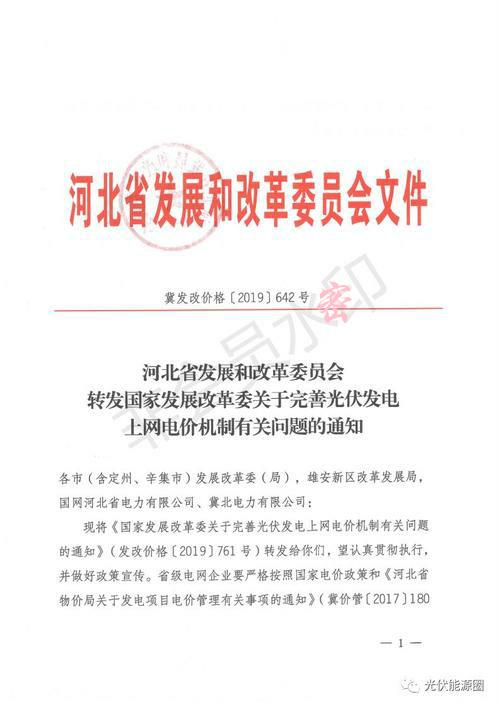 河北省发展和改革委员会文件
冀发改价格〔2019〕642号
密
非会员水印
河北省发展和改革委员会
转发国家发展改革委关于完善光伏发电
上网电价机制有关问题的通知
各市（含定州、辛集市）发展改革委（局），雄安新区改革发展局，
国网河北省电力有限公司、冀北电力有限公司：
现将《国家发展改革委关于完善光伏发电上网电价机制有关问题
的通知》（发改价格〔2019〕761号）转发给你们，望认真贯彻执行，
并做好政策宣传。省级电网企业要严格按照国家电价政策和《河北省
物价局关于发电项目电价管理有关事项的通知》（冀价管〔2017〕180
— 1 —
光伏能源圈